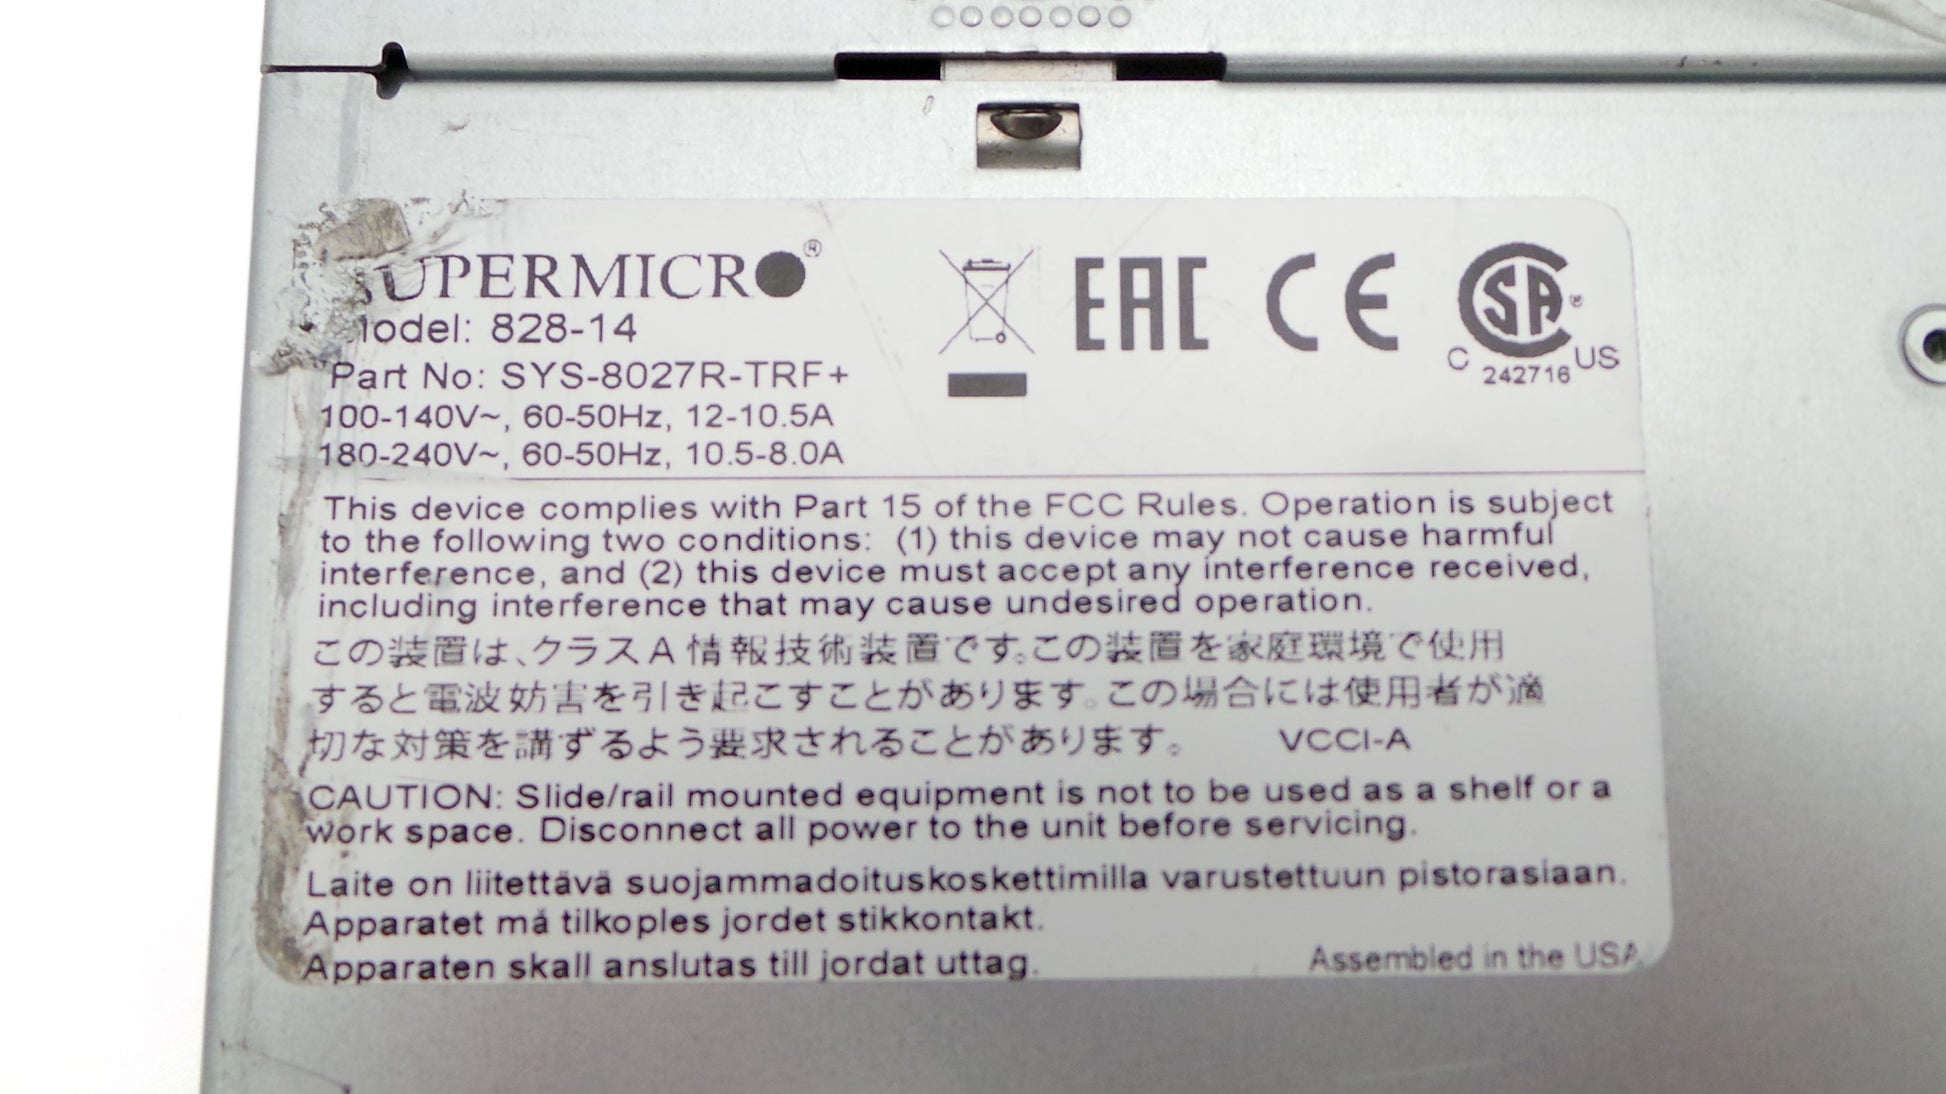 SUPERMICRO®
Model: 828-14
Part No: SYS-8027R-TRF+
100-140V~, 60-50Hz, 12-10.5A
180-240V~, 60-50Hz, 10.5-8.0A
EAC CE CSA® C US 242716
This device complies with Part 15 of the FCC Rules. Operation is subject
to the following two conditions: (1) this device may not cause harmful
interference, and (2) this device must accept any interference received,
including interference that may cause undesired operation.
この装置は、クラスA情報技術装置です。この装置を家庭環境で使用
すると電波妨害を引き起こすことがあります。この場合には使用者が適
切な対策を講ずるよう要求されることがあります。 VCCI-A
CAUTION: Slide/rail mounted equipment is not to be used as a shelf or a
work space. Disconnect all power to the unit before servicing.
Laite on liitettävä suojammadoituskoskettimilla varustettuun pistorasiaan.
Apparatet må tilkoples jordet stikkontakt.
Apparaten skall anslutas till jordat uttag.
Assembled in the USA